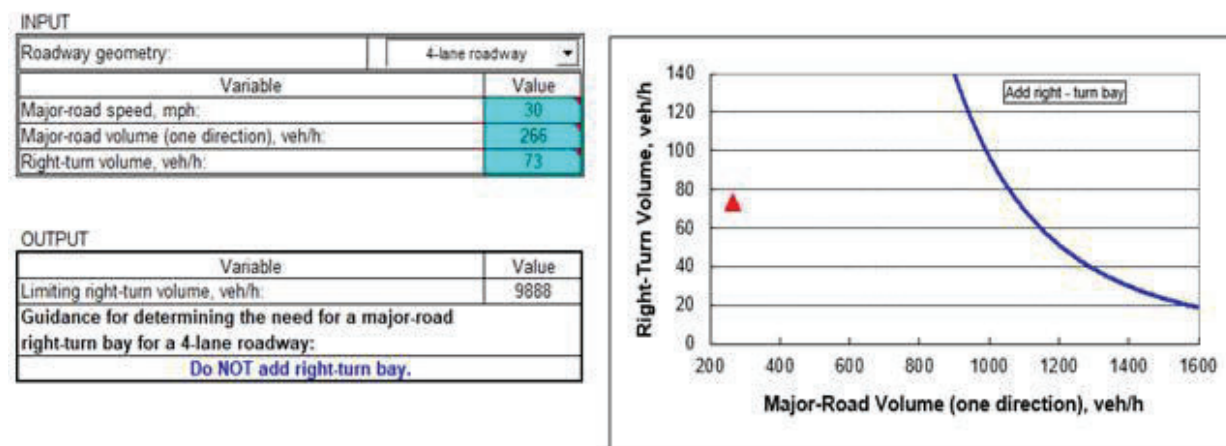 INPUT
Roadway geometry: 4-lane roadway
Variable Value
Major-road speed, mph: 30
Major-road volume (one direction), veh/h: 266
Right-turn volume, veh/h: 73
OUTPUT
Variable Value
Limiting right-turn volume, veh/h: 9888
Guidance for determining the need for a major-road
right-turn bay for a 4-lane roadway:
Do NOT add right-turn bay.
Right-Turn Volume, veh/h
140
120
100
80
60
40
20
0
Add right - turn bay
200 400 600 800 1000 1200 1400 1600
Major-Road Volume (one direction), veh/h